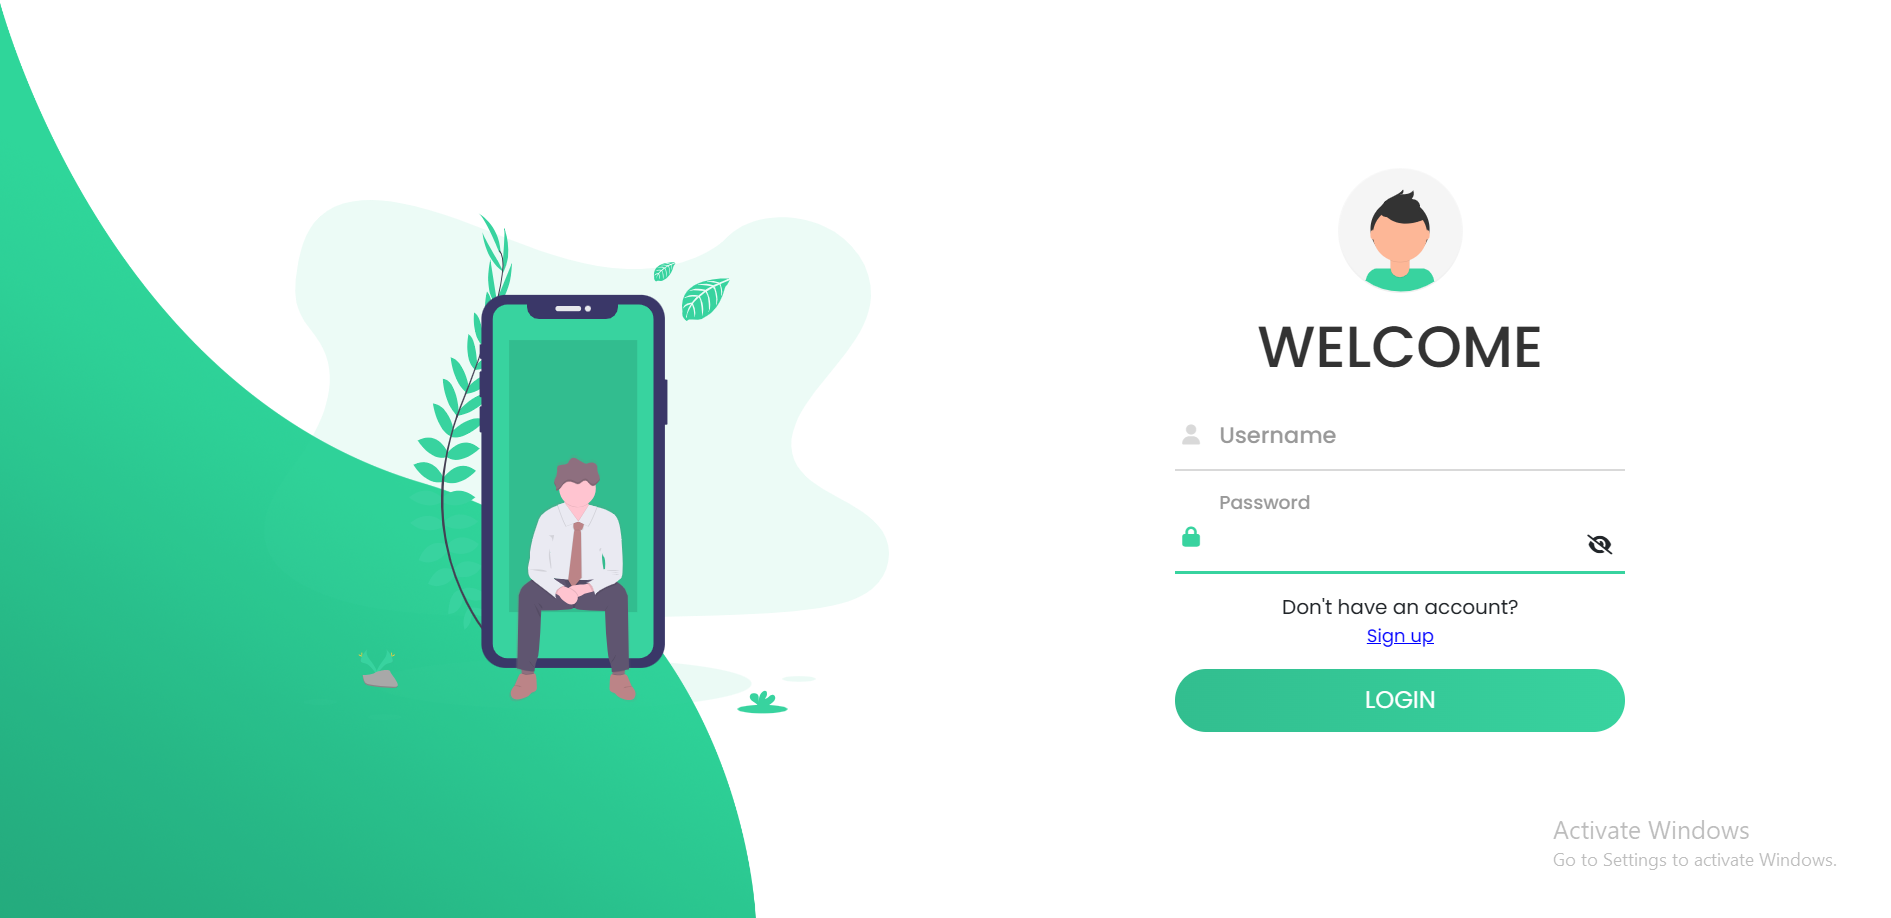 WELCOME
Username
Password
Don't have an account?
Sign up
LOGIN
Activate Windows
Go to Settings to activate Windows.